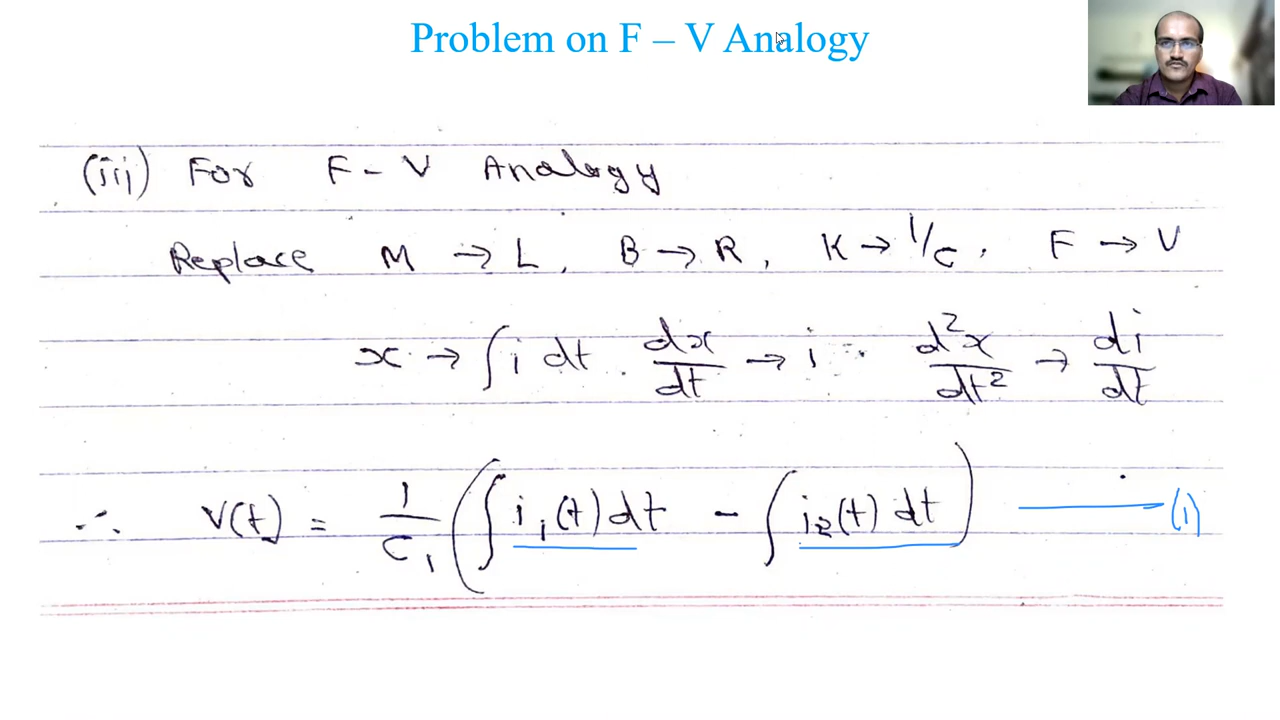 Problem on F – V Analogy
(iii) For F - V Analogy
Replace M → L, B → R, K → 1/C, F → V
x → ∫ i dt . dx/dt → i . d²x/dt² → di/dt
∴ V(t) = 1/C₁ (∫ i₁(t) dt - ∫ i₂(t) dt) —— (1)